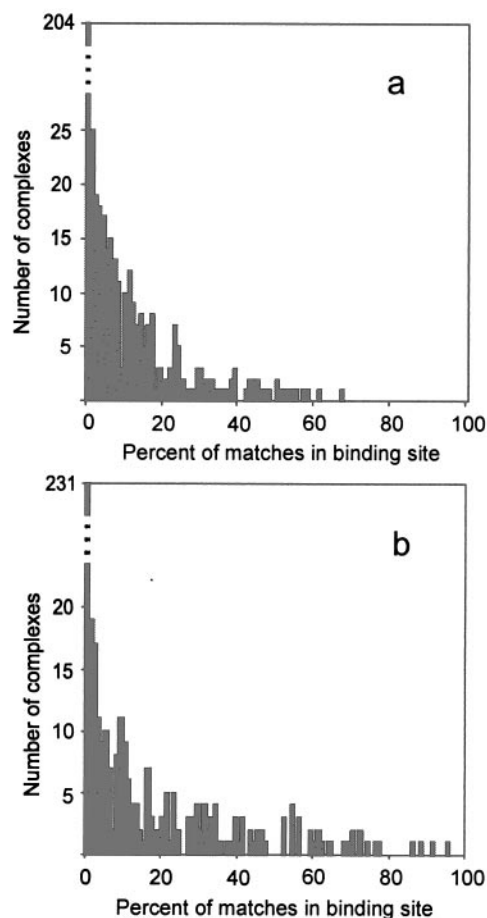 204
a
25
20
15
10
5
Number of complexes
0 20 40 60 80 100
Percent of matches in binding site
231
b
20
15
10
5
Number of complexes
0 20 40 60 80 100
Percent of matches in binding site